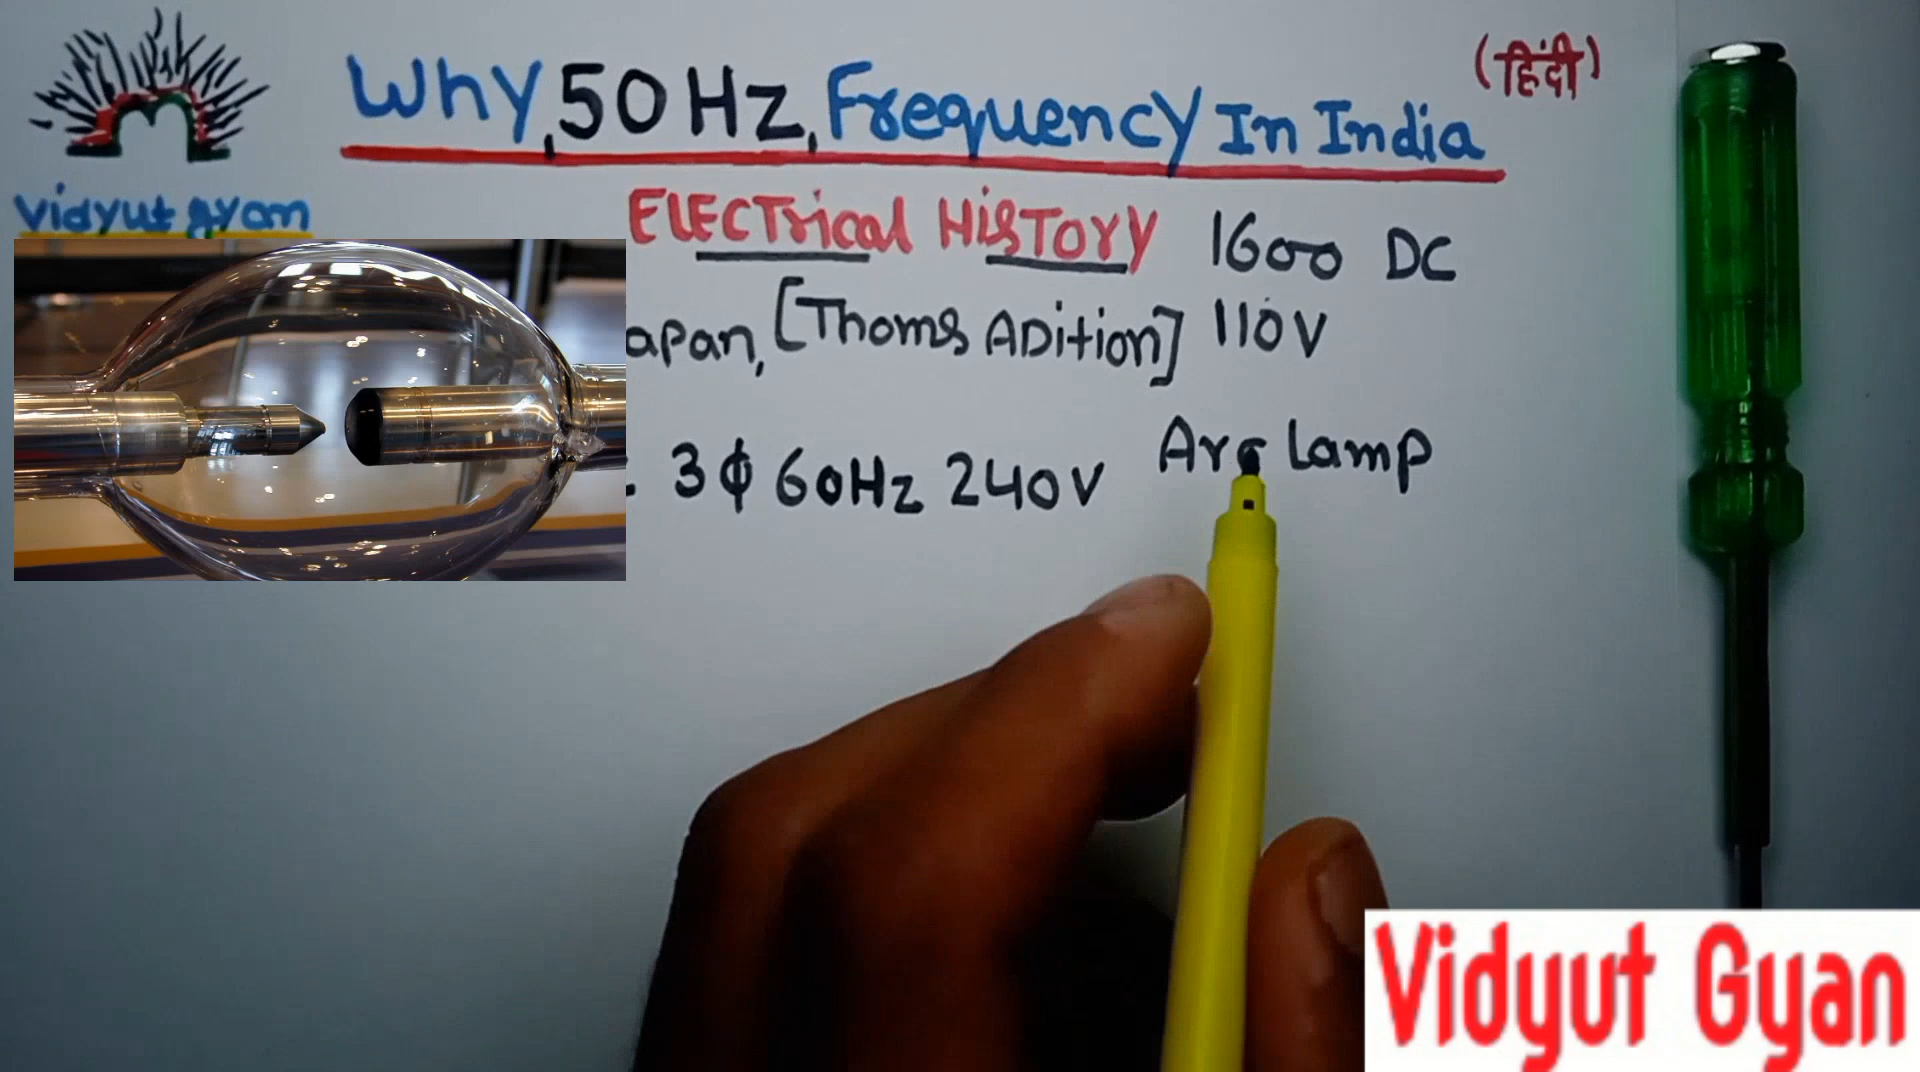 Why, 50 Hz, Frequency In India (हिंदी)
vidyut gyan
ELECTrical HiSTORY 1600 DC
apan, [Thoms ADition] 110V
3ϕ 60Hz 240V Arc Lamp
Vidyut Gyan